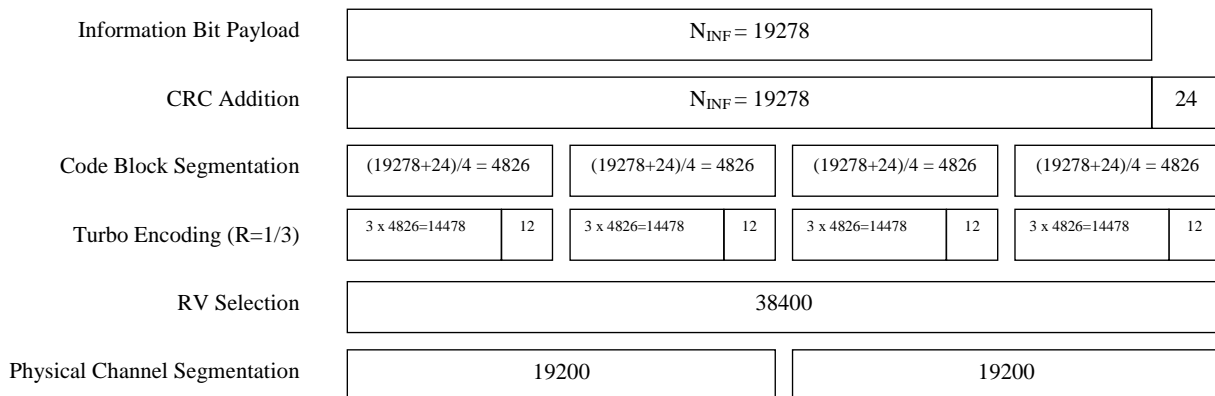 Information Bit Payload
N_INF = 19278
CRC Addition
N_INF = 19278
24
Code Block Segmentation
(19278+24)/4 = 4826
(19278+24)/4 = 4826
(19278+24)/4 = 4826
(19278+24)/4 = 4826
Turbo Encoding (R=1/3)
3 x 4826=14478
12
3 x 4826=14478
12
3 x 4826=14478
12
3 x 4826=14478
12
RV Selection
38400
Physical Channel Segmentation
19200
19200